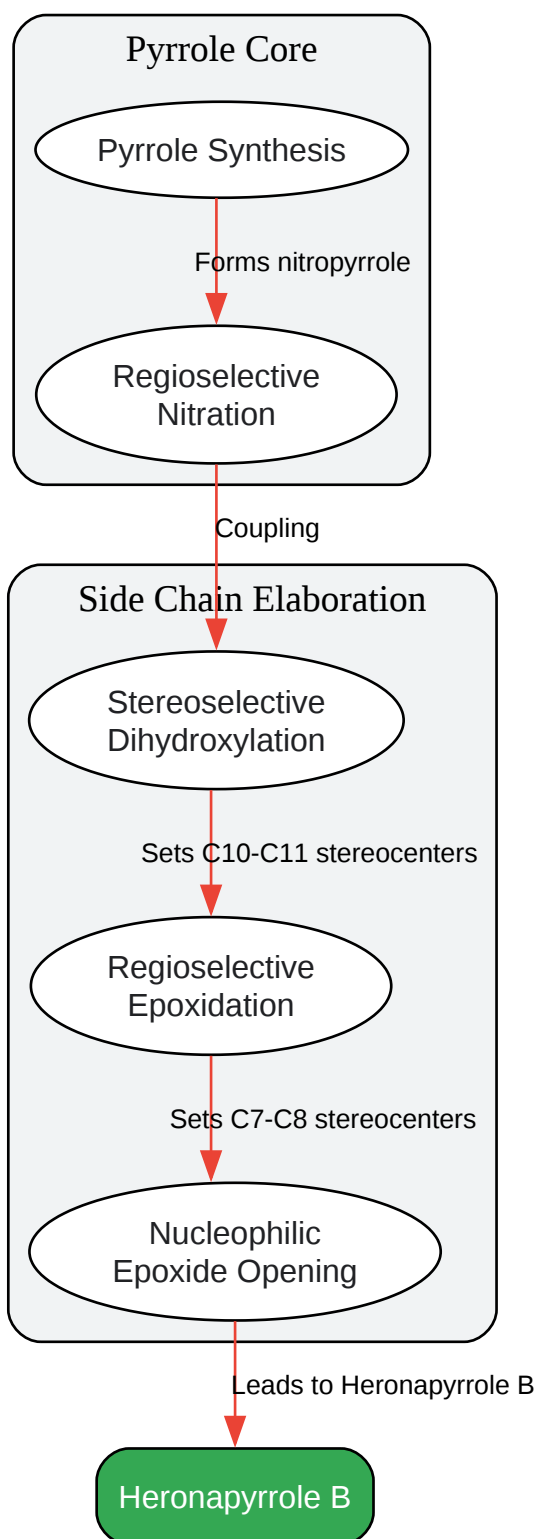 Pyrrole Core
Pyrrole Synthesis
Forms nitropyrrole
Regioselective
Nitration
Coupling
Side Chain Elaboration
Stereoselective
Dihydroxylation
Sets C10-C11 stereocenters
Regioselective
Epoxidation
Sets C7-C8 stereocenters
Nucleophilic
Epoxide Opening
Leads to Heronapyrrole B
Heronapyrrole B